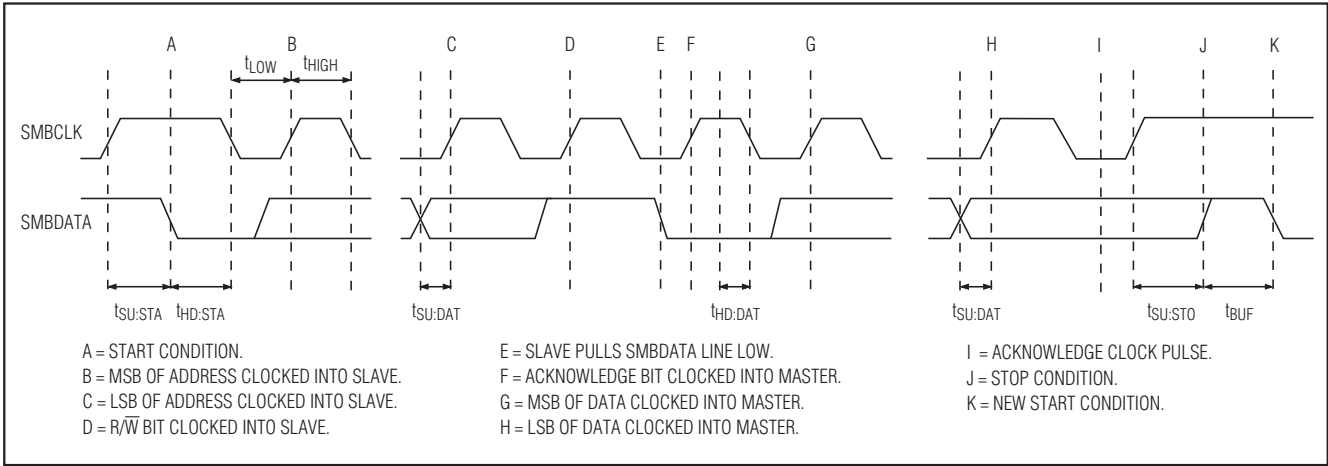 A B C D E F G H I J K
tLOW tHIGH
SMBCLK
SMBDATA
tSU:STA tHD:STA tSU:DAT tHD:DAT tSU:DAT tSU:STO tBUF
A = START CONDITION.
B = MSB OF ADDRESS CLOCKED INTO SLAVE.
C = LSB OF ADDRESS CLOCKED INTO SLAVE.
D = R/W̅ BIT CLOCKED INTO SLAVE.
E = SLAVE PULLS SMBDATA LINE LOW.
F = ACKNOWLEDGE BIT CLOCKED INTO MASTER.
G = MSB OF DATA CLOCKED INTO MASTER.
H = LSB OF DATA CLOCKED INTO MASTER.
I = ACKNOWLEDGE CLOCK PULSE.
J = STOP CONDITION.
K = NEW START CONDITION.